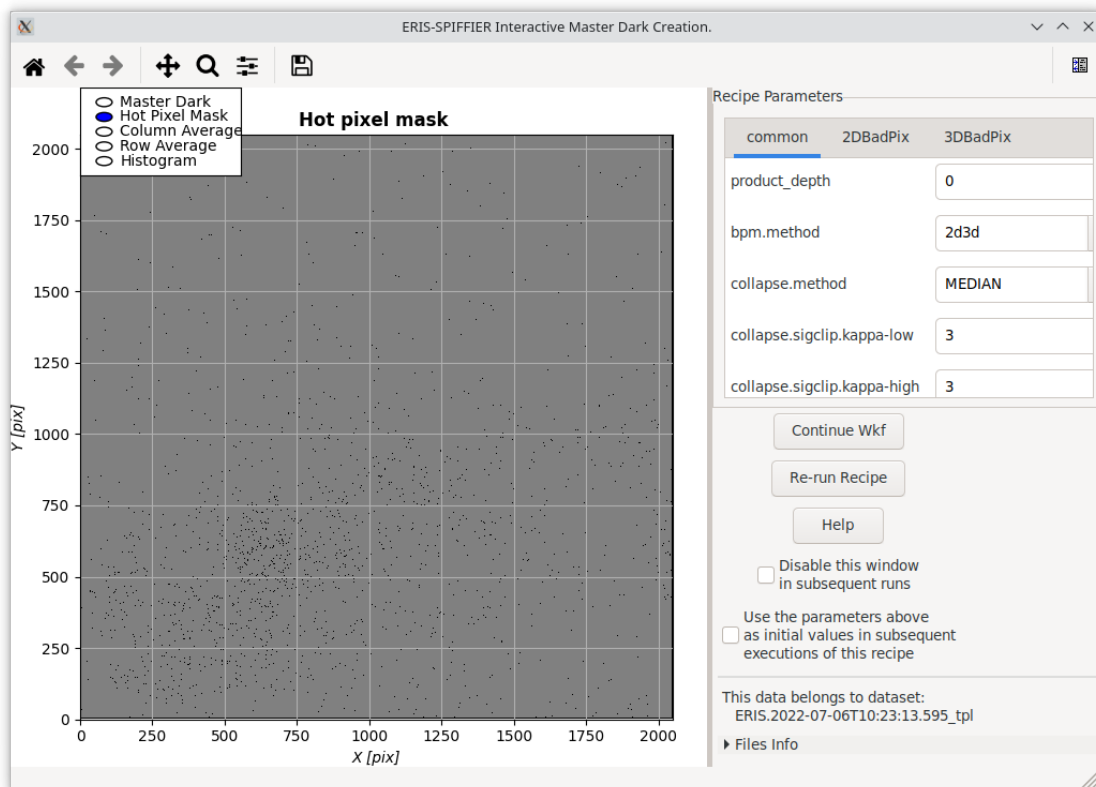 ERIS-SPIFFIER Interactive Master Dark Creation.
Master Dark
Hot Pixel Mask
Column Average
Row Average
Histogram
Hot pixel mask
2000
1750
1500
1250
1000
750
500
250
0
Y [pix]
0 250 500 750 1000 1250 1500 1750 2000
X [pix]
Recipe Parameters
common 2DBadPix 3DBadPix
product_depth 0
bpm.method 2d3d
collapse.method MEDIAN
collapse.sigclip.kappa-low 3
collapse.sigclip.kappa-high 3
Continue Wkf
Re-run Recipe
Help
Disable this window
in subsequent runs
Use the parameters above
as initial values in subsequent
executions of this recipe
This data belongs to dataset:
ERIS.2022-07-06T10:23:13.595_tpl
Files Info